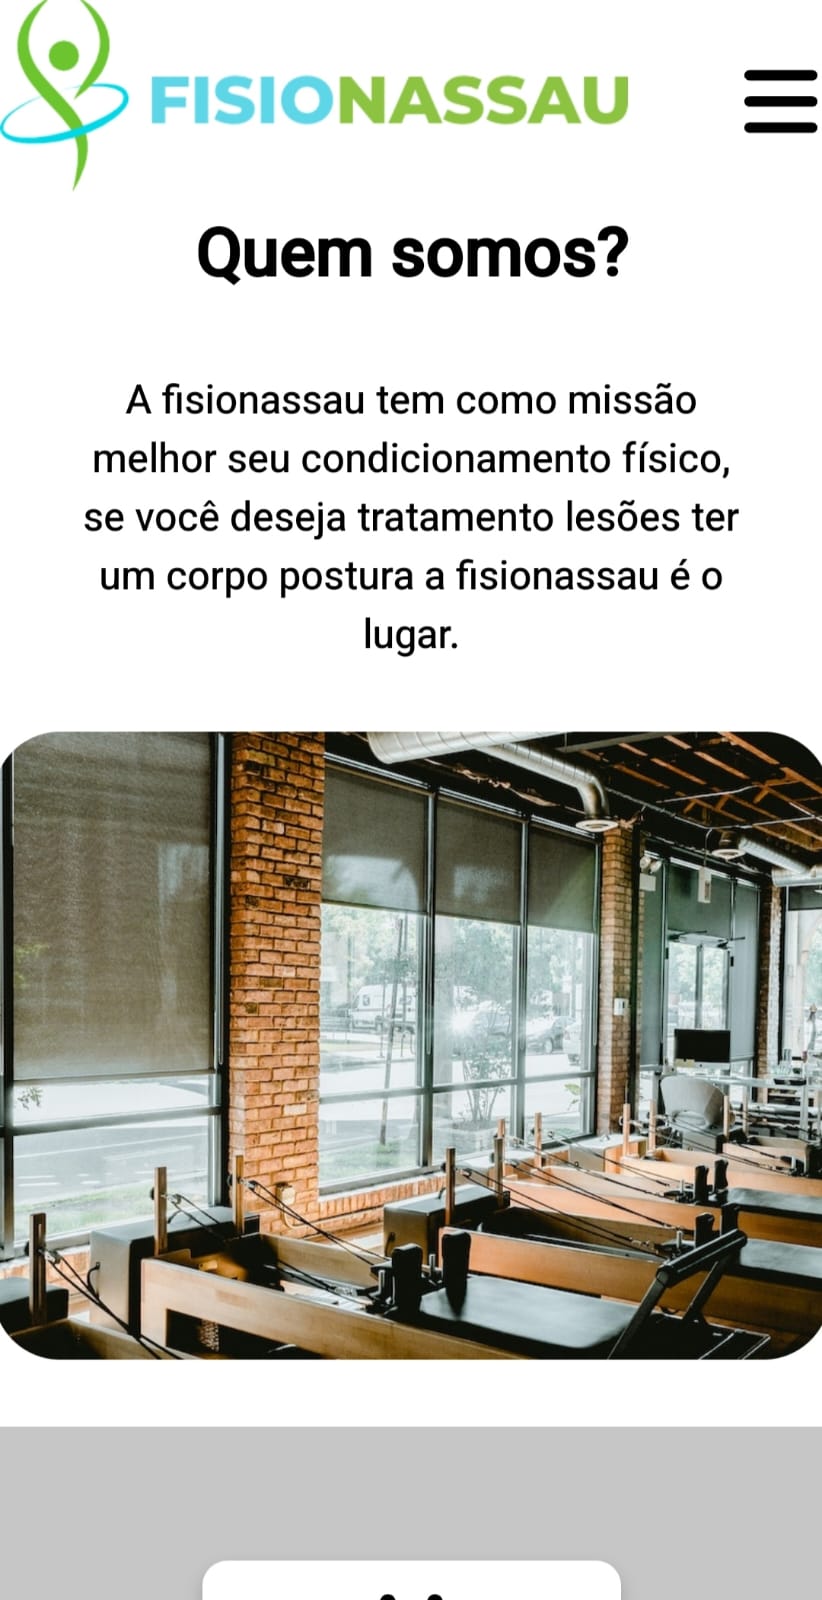 FISIONASSAU
Quem somos?
A fisionassau tem como missão
melhor seu condicionamento físico,
se você deseja tratamento lesões ter
um corpo postura a fisionassau é o
lugar.